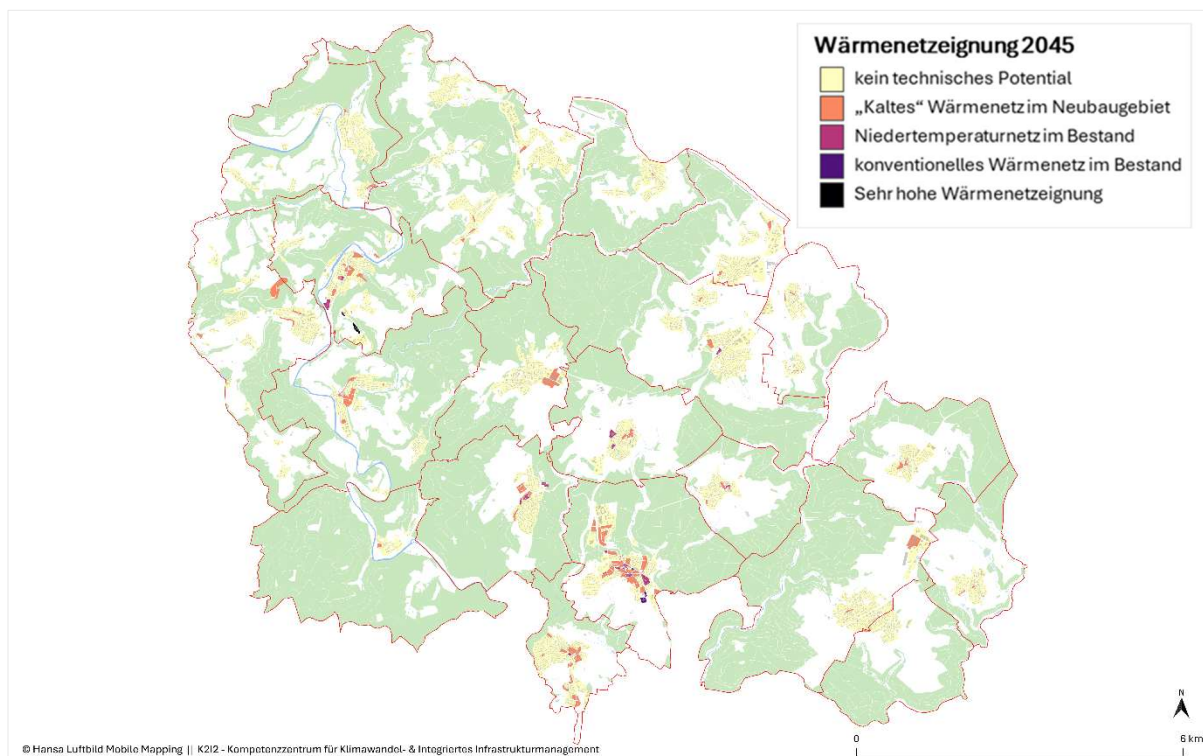 Wärmenetzeignung 2045
kein technisches Potential
„Kaltes“ Wärmenetz im Neubaugebiet
Niedertemperaturnetz im Bestand
konventionelles Wärmenetz im Bestand
Sehr hohe Wärmenetzeignung
N
0 6 km
© Hansa Luftbild Mobile Mapping || K2I2 - Kompetenzzentrum für Klimawandel- & Integriertes Infrastrukturmanagement